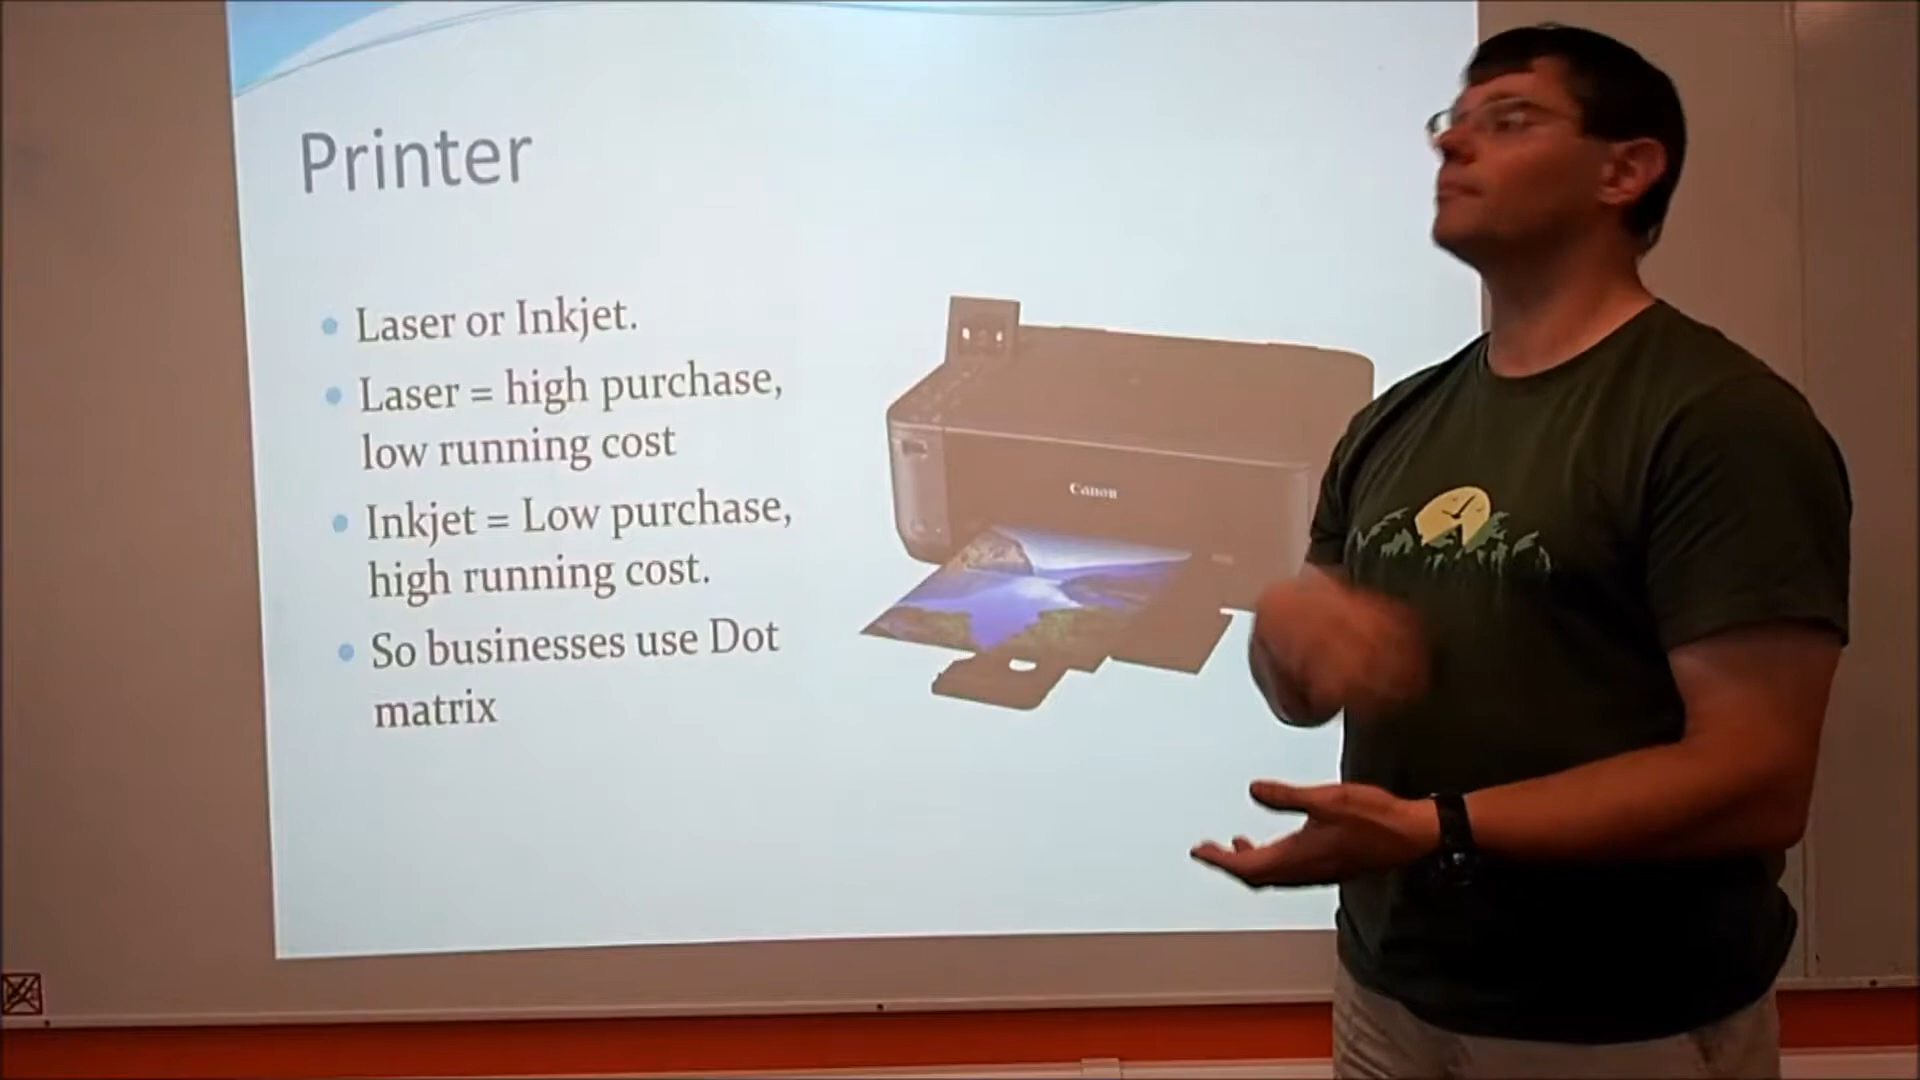 Printer
Laser or Inkjet.
Laser = high purchase,
low running cost
Inkjet = Low purchase,
high running cost.
So businesses use Dot
matrix
Canon